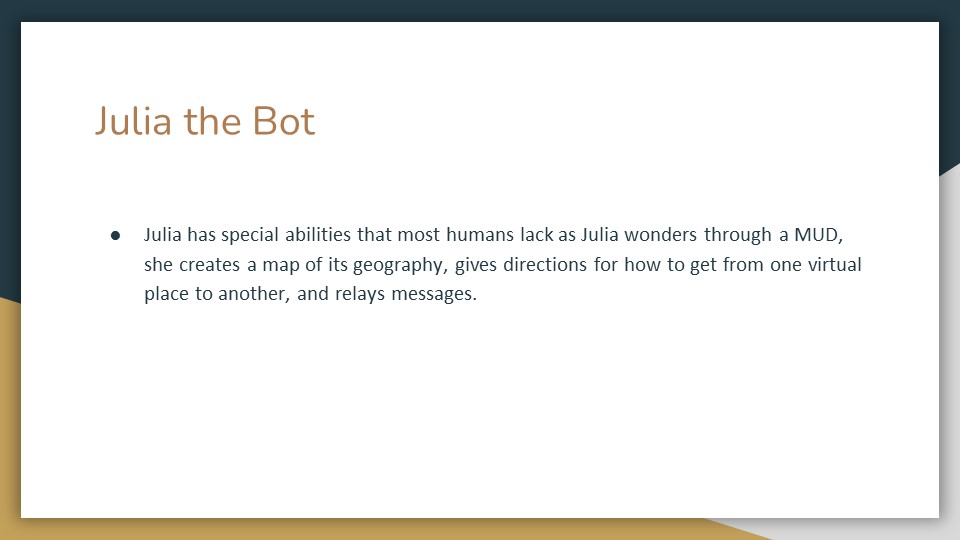 Julia the Bot
● Julia has special abilities that most humans lack as Julia wonders through a MUD,
she creates a map of its geography, gives directions for how to get from one virtual
place to another, and relays messages.